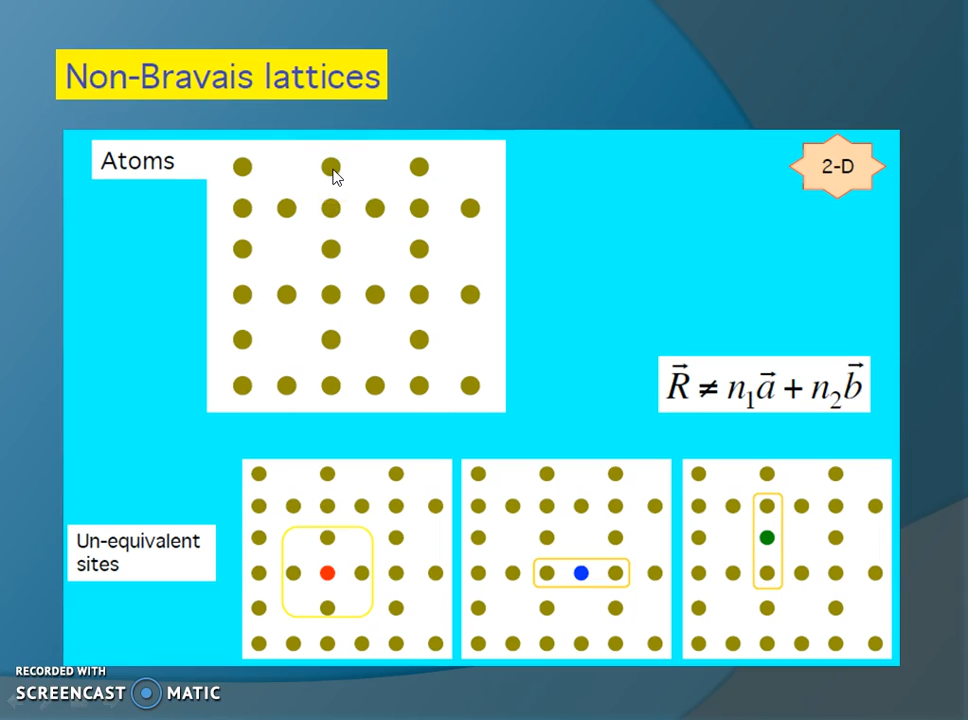 Non-Bravais lattices
Atoms
2-D
R⃗ ≠ n₁a⃗ + n₂b⃗
Un-equivalent
sites
RECORDED WITH
SCREENCAST MATIC